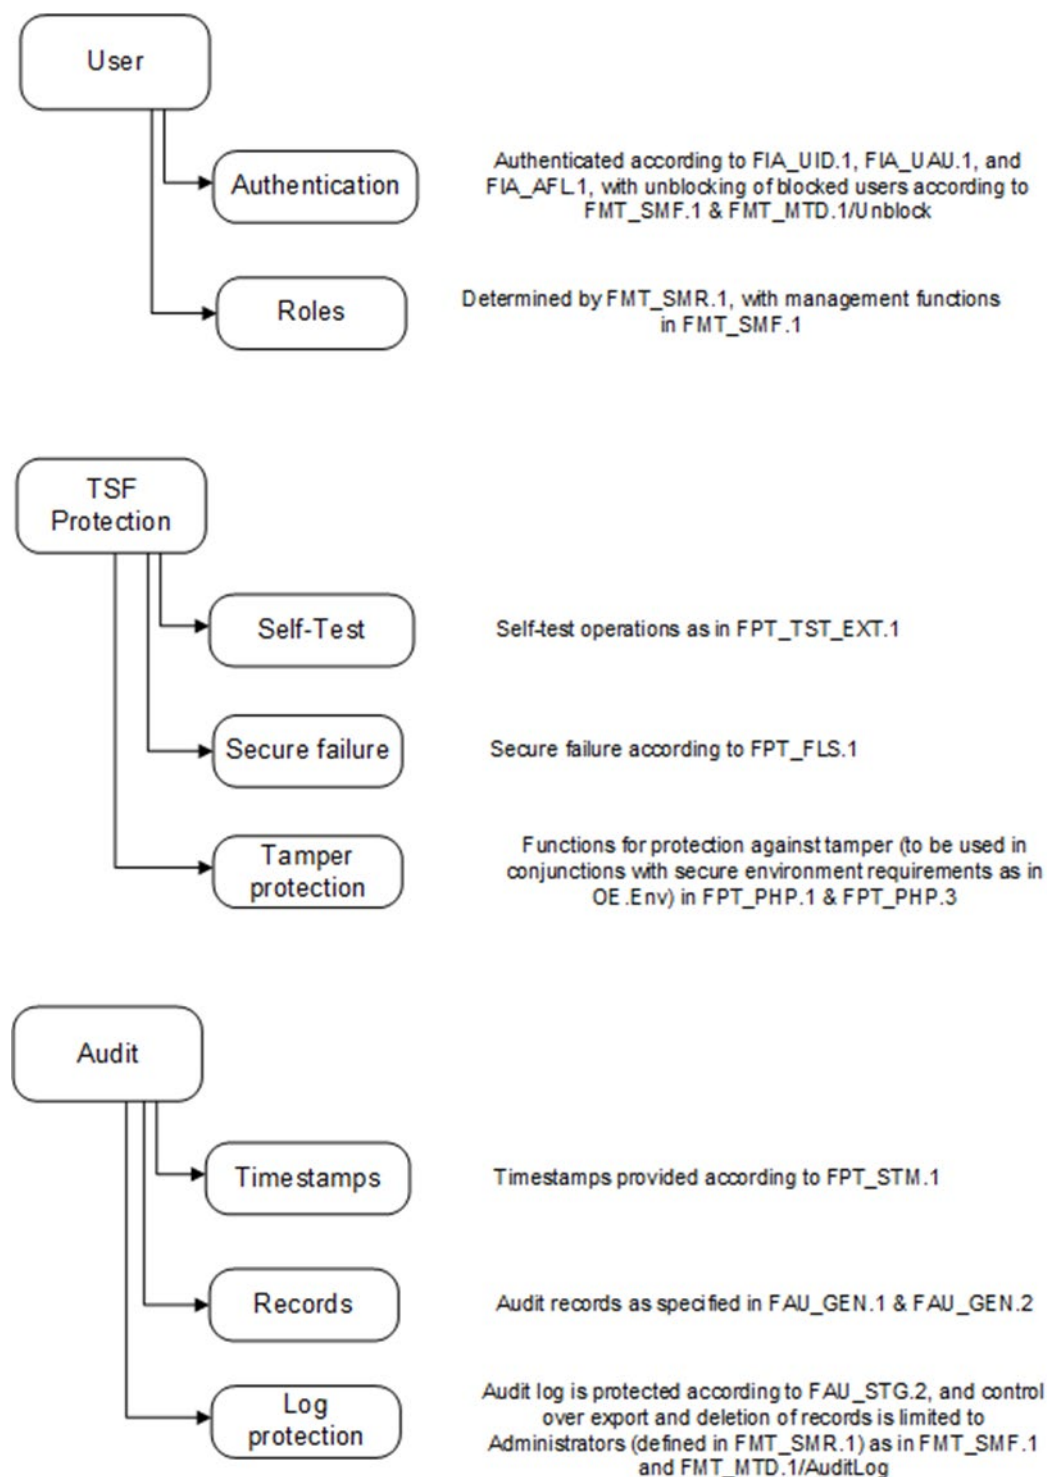 User
Authentication
Authenticated according to FIA_UID.1, FIA_UAU.1, and
FIA_AFL.1, with unblocking of blocked users according to
FMT_SMF.1 & FMT_MTD.1/Unblock
Roles
Determined by FMT_SMR.1, with management functions
in FMT_SMF.1
TSF
Protection
Self-Test
Self-test operations as in FPT_TST_EXT.1
Secure failure
Secure failure according to FPT_FLS.1
Tamper
protection
Functions for protection against tamper (to be used in
conjunctions with secure environment requirements as in
OE.Env) in FPT_PHP.1 & FPT_PHP.3
Audit
Timestamps
Timestamps provided according to FPT_STM.1
Records
Audit records as specified in FAU_GEN.1 & FAU_GEN.2
Log
protection
Audit log is protected according to FAU_STG.2, and control
over export and deletion of records is limited to
Administrators (defined in FMT_SMR.1) as in FMT_SMF.1
and FMT_MTD.1/AuditLog